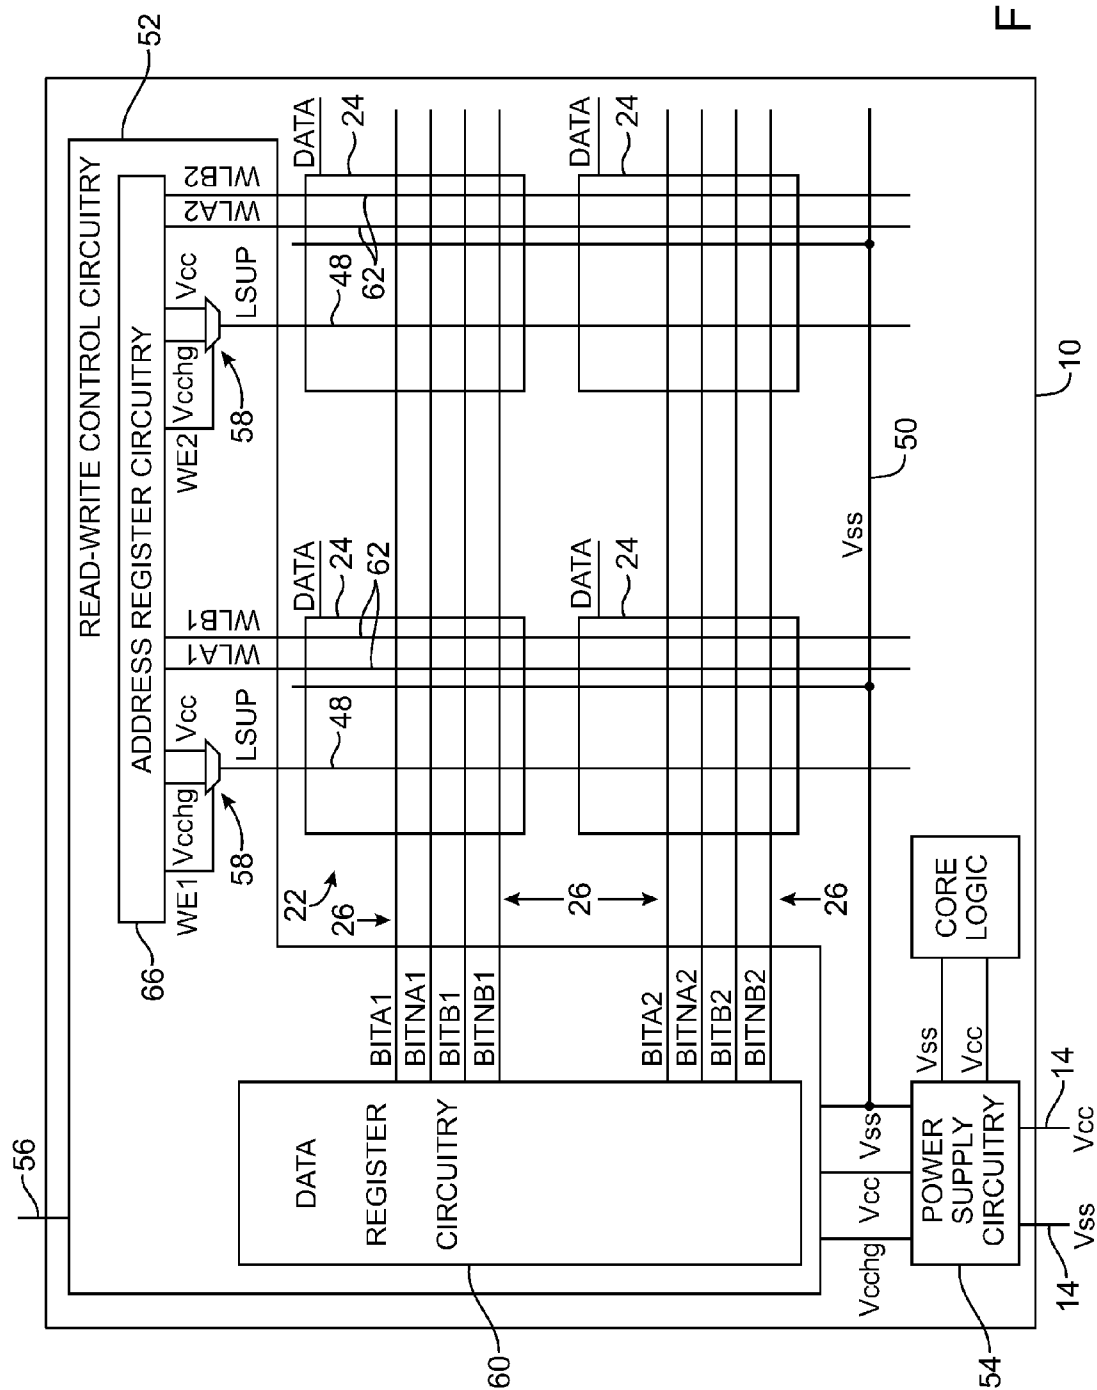 56
52
READ-WRITE CONTROL CIRCUITRY
66
ADDRESS REGISTER CIRCUITRY
WE1
Vcchg
Vcc
58
LSUP
WLA1
WLB1
WE2
Vcchg
Vcc
58
LSUP
WLA2
WLB2
22
48
62
DATA
24
48
62
DATA
24
26
26
26
DATA
24
DATA
24
60
DATA
REGISTER
CIRCUITRY
BITA1
BITNA1
BITB1
BITNB1
BITA2
BITNA2
BITB2
BITNB2
Vss
50
10
Vcchg
Vcc
Vss
54
POWER
SUPPLY
CIRCUITRY
Vss
Vcc
CORE
LOGIC
14
Vss
14
Vcc
F